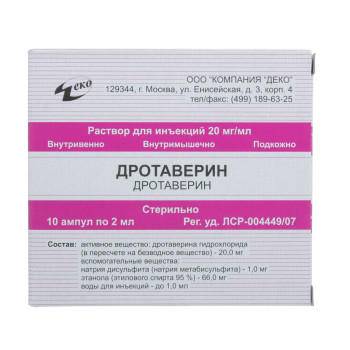 ДЕКО
ООО "КОМПАНИЯ "ДЕКО"
129344, г. Москва, ул. Енисейская, д. 3, корп. 4
тел/факс: (499) 189-63-25
Раствор для инъекций 20 мг/мл
Внутривенно Внутримышечно Подкожно
ДРОТАВЕРИН
ДРОТАВЕРИН
Стерильно
10 ампул по 2 мл Рег. уд. ЛСР-004449/07
Состав: активное вещество: дротаверина гидрохлорида
(в пересчете на безводное вещество) - 20,0 мг
вспомогательные вещества:
натрия дисульфита (натрия метабисульфита) - 1,0 мг
этанола (этилового спирта 95 %) - 66,0 мг
воды для инъекций - до 1,0 мл